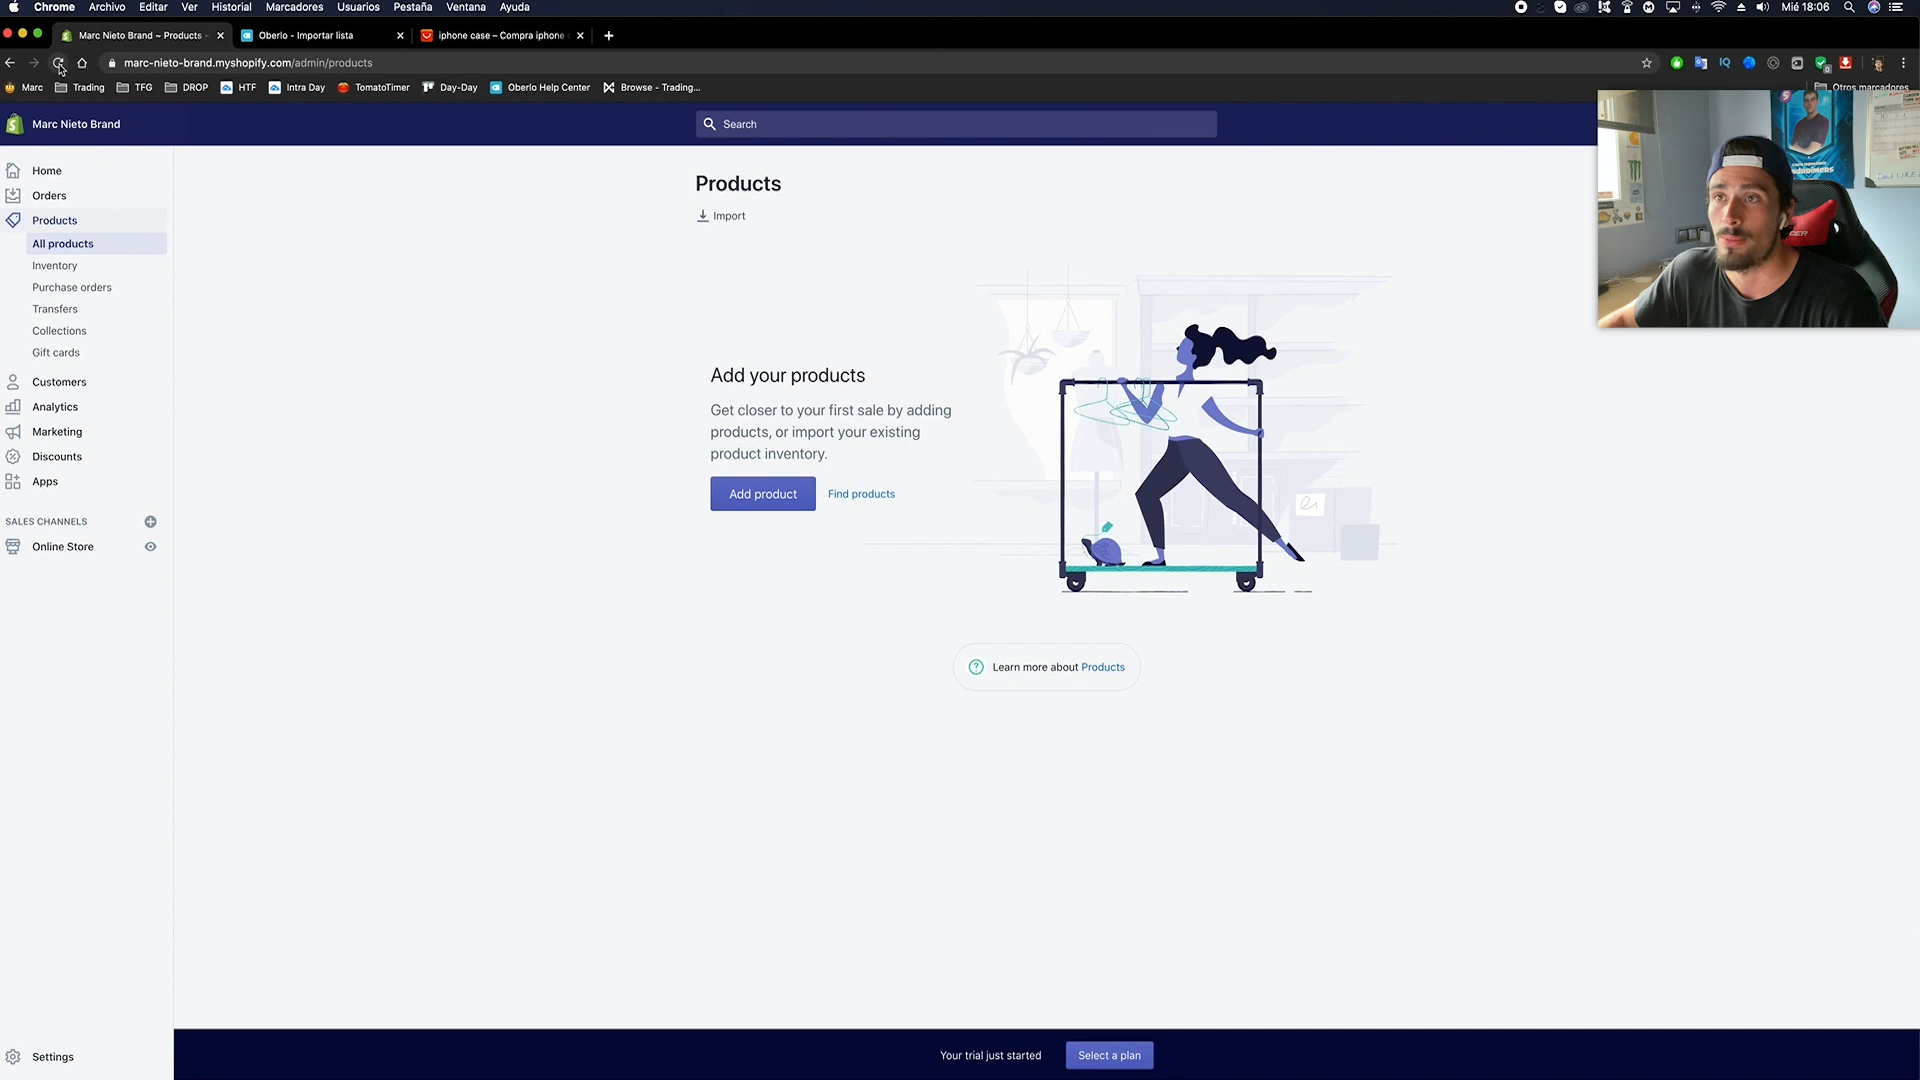 Chrome Archivo Editar Ver Historial Marcadores Usuarios Pestaña Ventana Ayuda
Mié 18:06
Marc Nieto Brand ~ Products
Oberlo - Importar lista
iphone case – Compra iphone
marc-nieto-brand.myshopify.com/admin/products
Marc
Trading
TFG
DROP
HTF
Intra Day
TomatoTimer
Day-Day
Oberlo Help Center
Browse - Trading...
Otros marcadores
Marc Nieto Brand
Search
Home
Orders
Products
All products
Inventory
Purchase orders
Transfers
Collections
Gift cards
Customers
Analytics
Marketing
Discounts
Apps
SALES CHANNELS
Online Store
Settings
Products
Import
Add your products
Get closer to your first sale by adding
products, or import your existing
product inventory.
Add product
Find products
Learn more about Products
Your trial just started
Select a plan